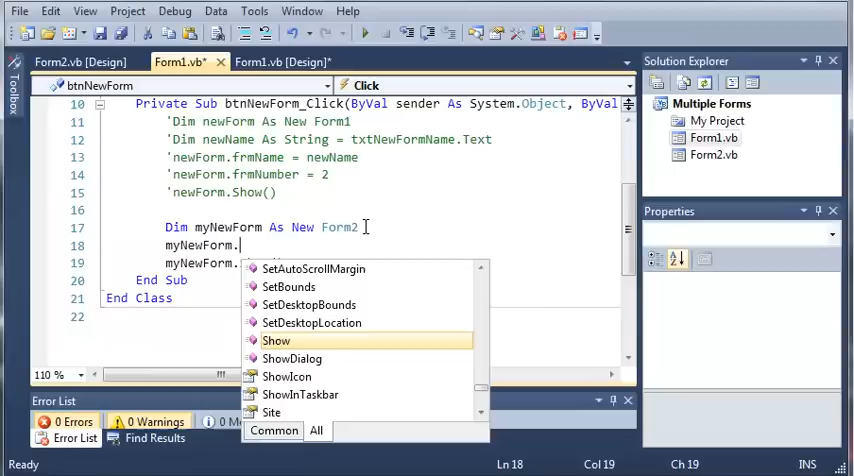 File Edit View Project Debug Data Tools Window Help
Form2.vb [Design] Form1.vb* Form1.vb [Design]*
Toolbox
btnNewForm
Click
10 Private Sub btnNewForm_Click(ByVal sender As System.Object, ByVal
11 'Dim newForm As New Form1
12 'Dim newName As String = txtNewFormName.Text
13 'newForm.frmName = newName
14 'newForm.frmNumber = 2
15 'newForm.Show()
16
17 Dim myNewForm As New Form2
18 myNewForm.
19 myNewForm.
20 End Sub
21 End Class
22
SetAutoScrollMargin
SetBounds
SetDesktopBounds
SetDesktopLocation
Show
ShowDialog
ShowIcon
ShowInTaskbar
Site
Common All
110 %
Solution Explorer
Multiple Forms
My Project
Form1.vb
Form2.vb
Properties
Error List
0 Errors 0 Warnings
Error List Find Results
Ready Ln 18 Col 19 Ch 19 INS